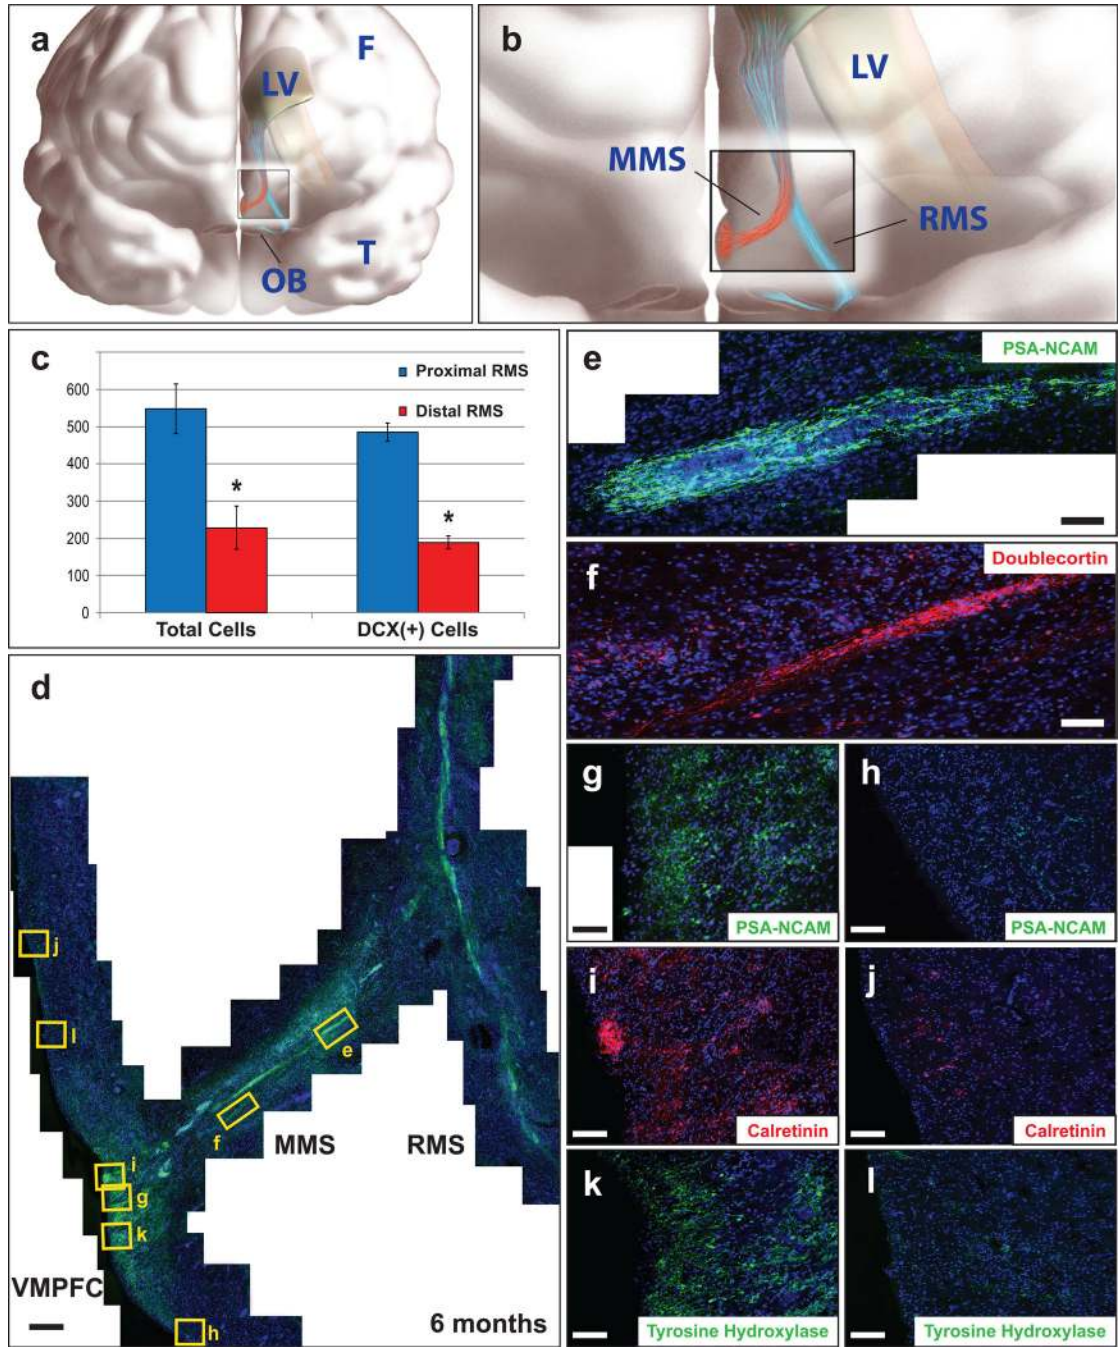 a
F
LV
T
OB
b
LV
MMS
RMS
c
Proximal RMS
Distal RMS
600
500
400
300
200
100
0
*
*
Total Cells
DCX(+) Cells
d
j
l
e
f
i
g
k
h
MMS
RMS
VMPFC
6 months
e
PSA-NCAM
f
Doublecortin
g
PSA-NCAM
h
PSA-NCAM
i
Calretinin
j
Calretinin
k
Tyrosine Hydroxylase
l
Tyrosine Hydroxylase